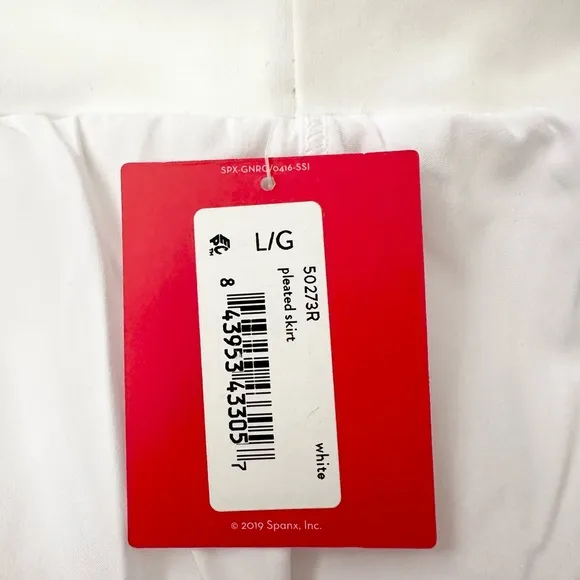 SPX-GNRC/0416-SSI
L/G
50273R
pleated skirt
white
8 43953 43305 7
© 2019 Spanx, Inc.